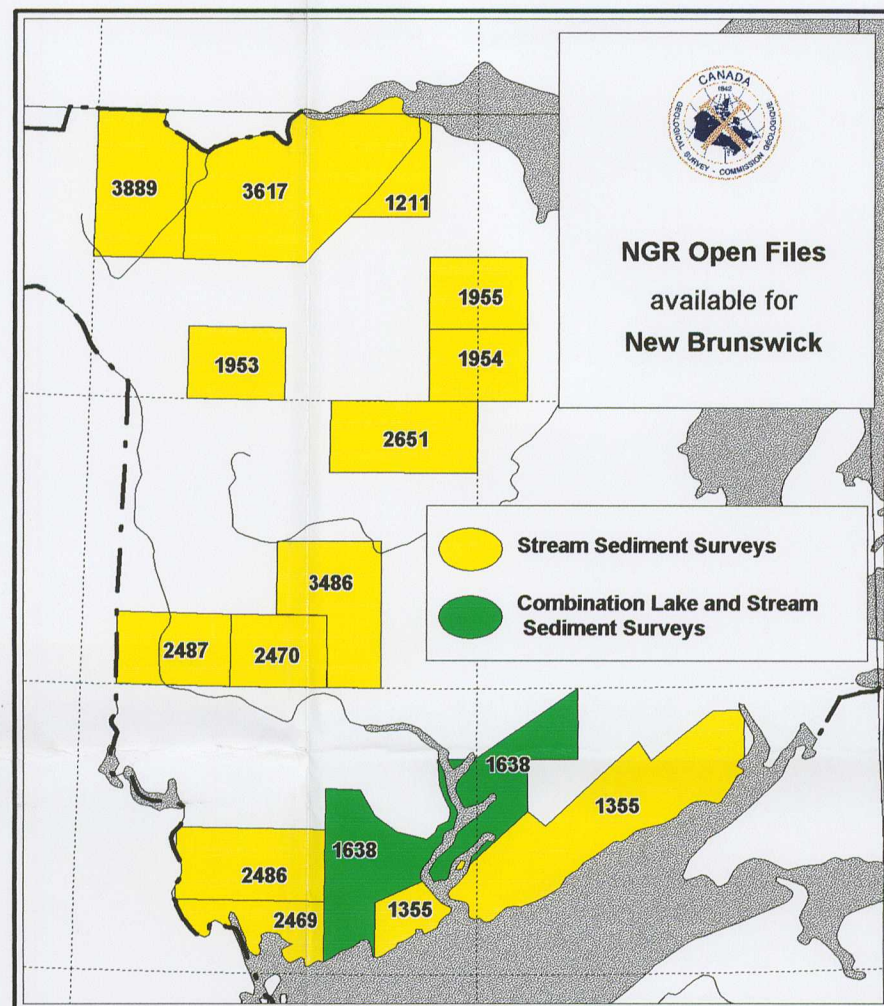 CANADA
1842
GEOLOGICAL SURVEY - COMMISSION GÉOLOGIQUE
NGR Open Files
available for
New Brunswick
3889
3617
1211
1955
1953
1954
2651
Stream Sediment Surveys
Combination Lake and Stream
Sediment Surveys
3486
2487
2470
1638
1355
1638
2486
1355
2469